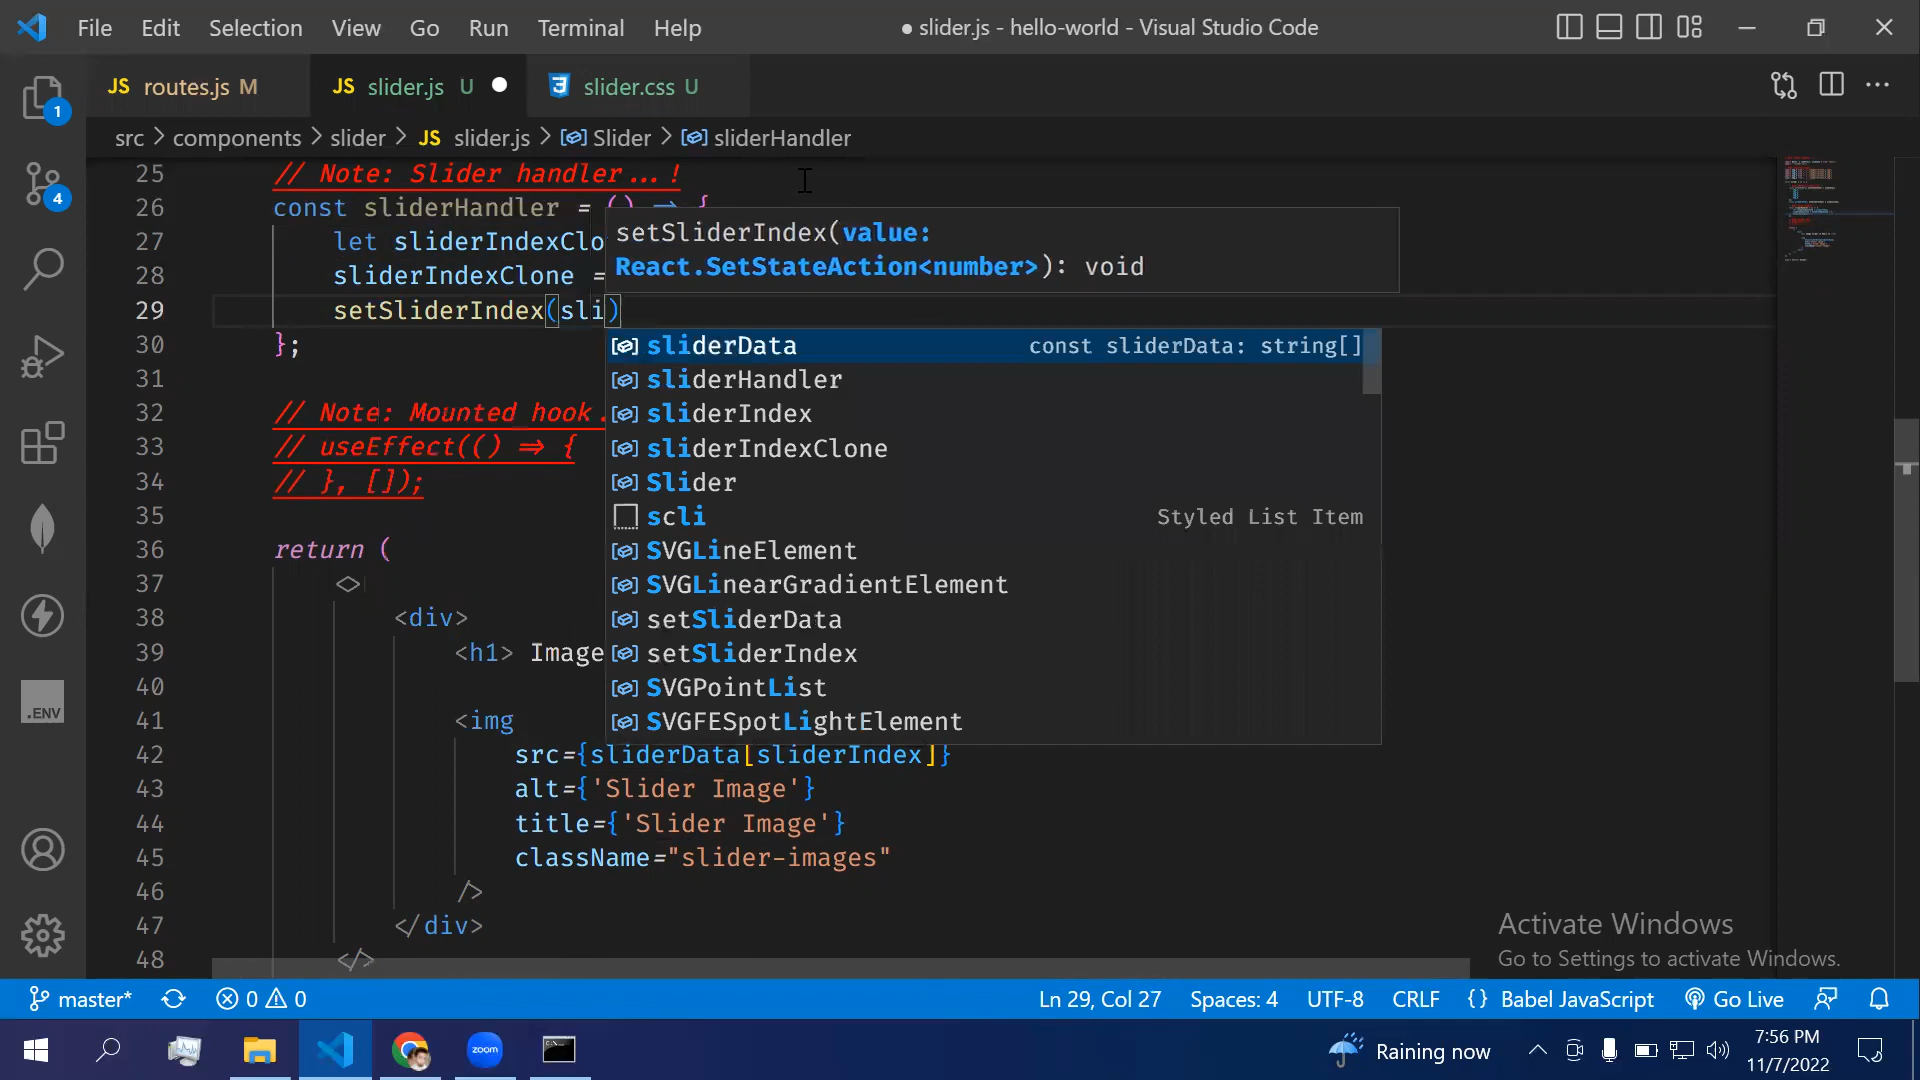 File Edit Selection View Go Run Terminal Help
● slider.js - hello-world - Visual Studio Code
JS routes.js M
JS slider.js U
slider.css U
src > components > slider > JS slider.js > Slider > sliderHandler
25 // Note: Slider handler...!
26 const sliderHandler = () => {
27 let sliderIndexClo
28 sliderIndexClone =
29 setSliderIndex(sli)
30 };
31
32 // Note: Mounted hook.
33 // useEffect(() => {
34 // }, []);
35
36 return (
37 <>
38 <div>
39 <h1> Image
40
41 <img
42 src={sliderData[sliderIndex]}
43 alt={'Slider Image'}
44 title={'Slider Image'}
45 className="slider-images"
46 />
47 </div>
48 </>
setSliderIndex(value:
React.SetStateAction<number>): void
sliderData const sliderData: string[]
sliderHandler
sliderIndex
sliderIndexClone
Slider
scli Styled List Item
SVGLineElement
SVGLinearGradientElement
setSliderData
setSliderIndex
SVGPointList
SVGFESpotLightElement
1
4
.ENV
Activate Windows
Go to Settings to activate Windows.
master* 0 0 Ln 29, Col 27 Spaces: 4 UTF-8 CRLF {} Babel JavaScript Go Live
zoom
Raining now
7:56 PM
11/7/2022